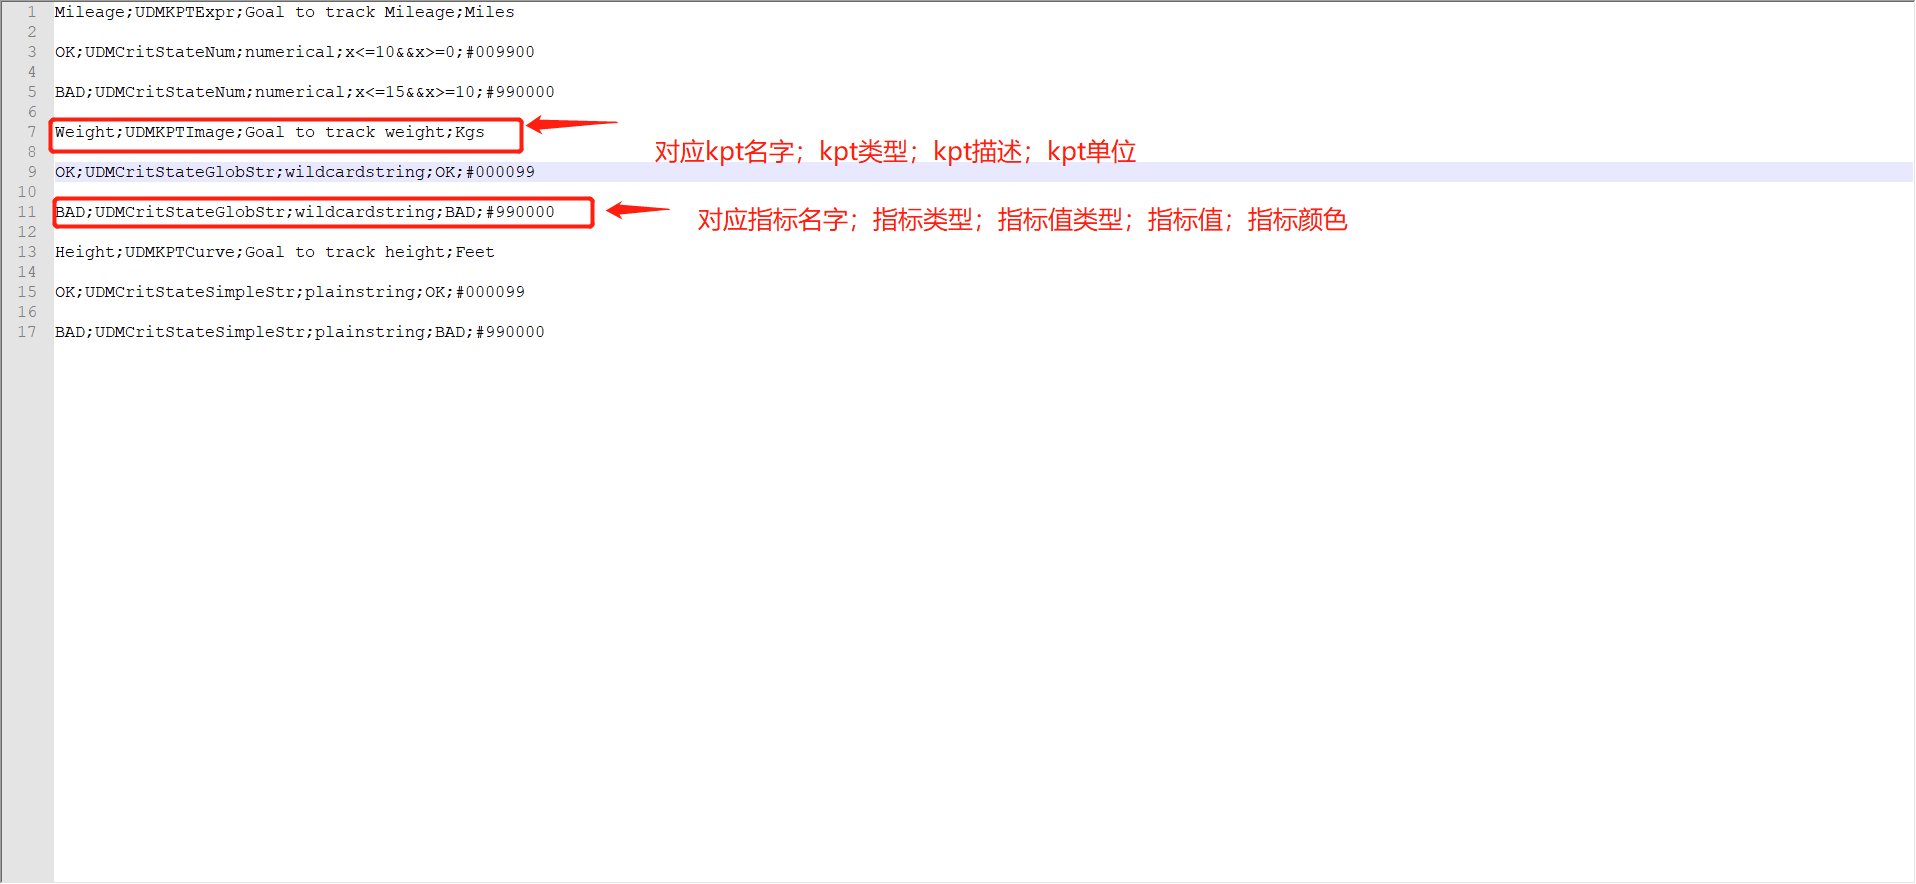 1 Mileage;UDMKPTExpr;Goal to track Mileage;Miles
2
3 OK;UDMCritStateNum;numerical;x<=10&&x>=0;#009900
4
5 BAD;UDMCritStateNum;numerical;x<=15&&x>=10;#990000
6
7 Weight;UDMKPTImage;Goal to track weight;Kgs
对应kpt名字；kpt类型；kpt描述；kpt单位
8
9 OK;UDMCritStateGlobStr;wildcardstring;OK;#000099
10
11 BAD;UDMCritStateGlobStr;wildcardstring;BAD;#990000
对应指标名字；指标类型；指标值类型；指标值；指标颜色
12
13 Height;UDMKPTCurve;Goal to track height;Feet
14
15 OK;UDMCritStateSimpleStr;plainstring;OK;#000099
16
17 BAD;UDMCritStateSimpleStr;plainstring;BAD;#990000